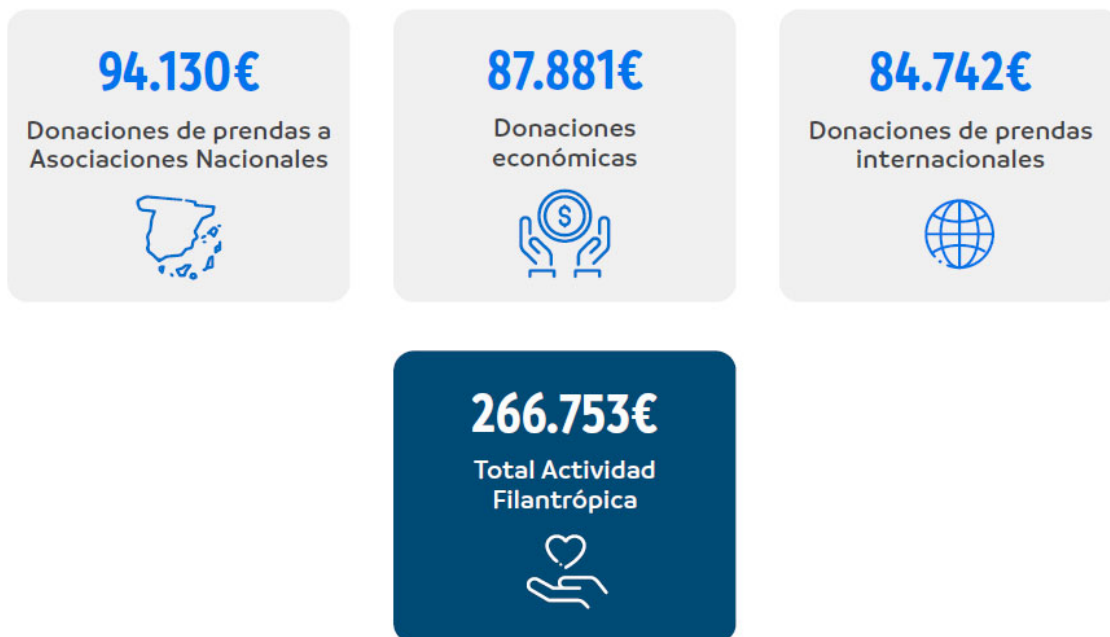 94.130€
Donaciones de prendas a
Asociaciones Nacionales
87.881€
Donaciones
económicas
$
84.742€
Donaciones de prendas
internacionales
266.753€
Total Actividad
Filantrópica